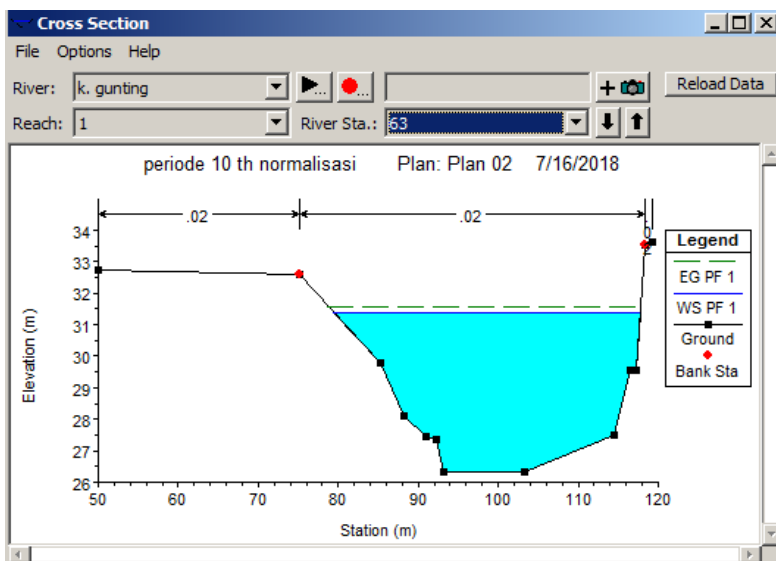 Cross Section
File Options Help
River: k. gunting ... ... + Reload Data
Reach: 1 River Sta.: 63
periode 10 th normalisasi Plan: Plan 02 7/16/2018
.02 .02
34
33
32
31
30
29
28
27
26
Elevation (m)
50 60 70 80 90 100 110 120
Station (m)
Legend
EG PF 1
WS PF 1
Ground
Bank Sta